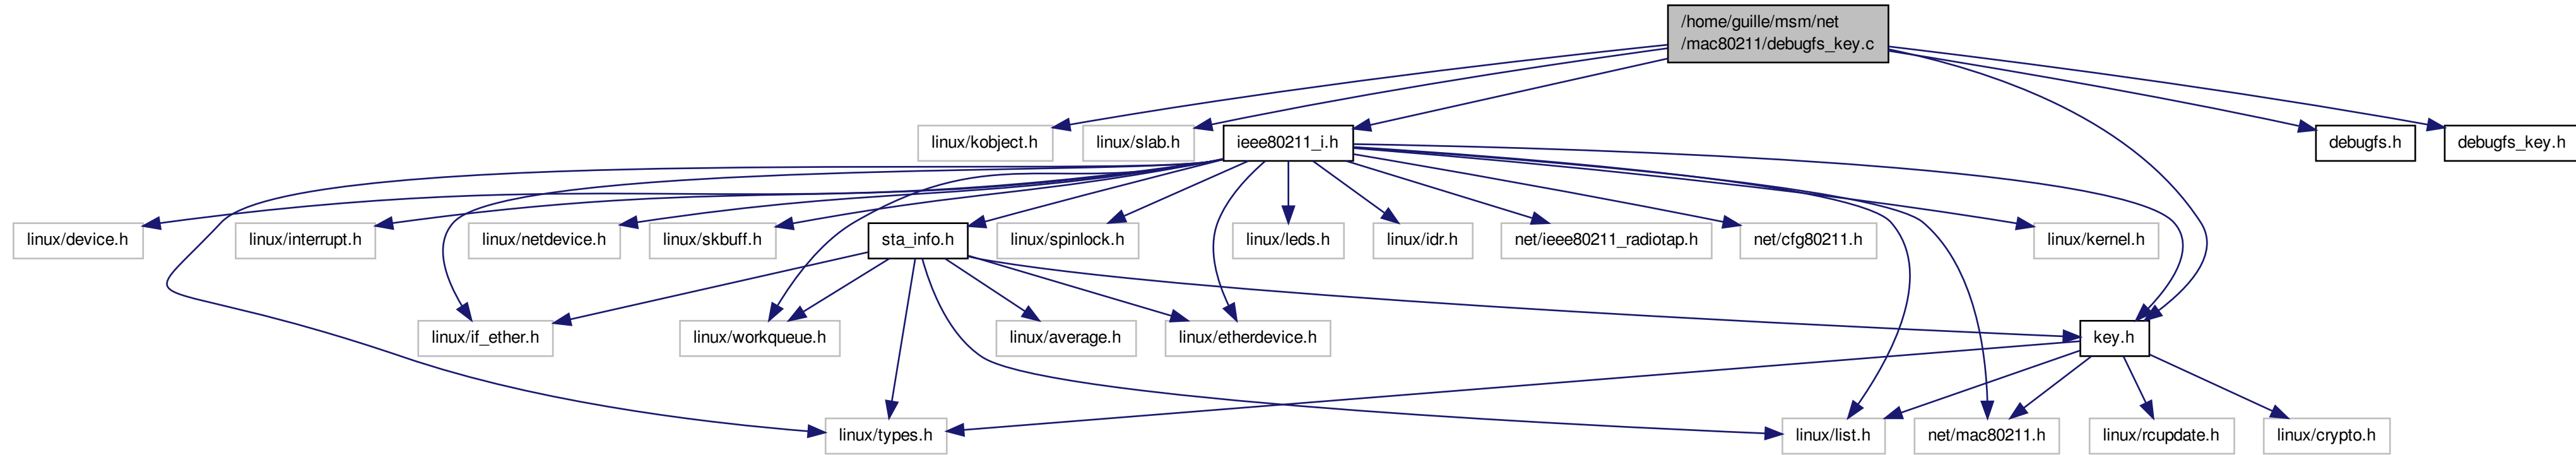 /home/guille/msm/net
/mac80211/debugfs_key.c
linux/kobject.h
linux/slab.h
ieee80211_i.h
debugfs.h
debugfs_key.h
linux/device.h
linux/interrupt.h
linux/netdevice.h
linux/skbuff.h
sta_info.h
linux/spinlock.h
linux/leds.h
linux/idr.h
net/ieee80211_radiotap.h
net/cfg80211.h
linux/kernel.h
linux/if_ether.h
linux/workqueue.h
linux/average.h
linux/etherdevice.h
key.h
linux/types.h
linux/list.h
net/mac80211.h
linux/rcupdate.h
linux/crypto.h